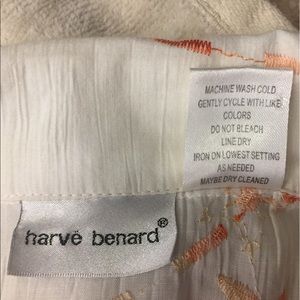 MACHINE WASH COLD
GENTLY CYCLE WITH LIKE
COLORS
DO NOT BLEACH
LINE DRY
IRON ON LOWEST SETTING
AS NEEDED
MAYBE DRY CLEANED
harvē benard®